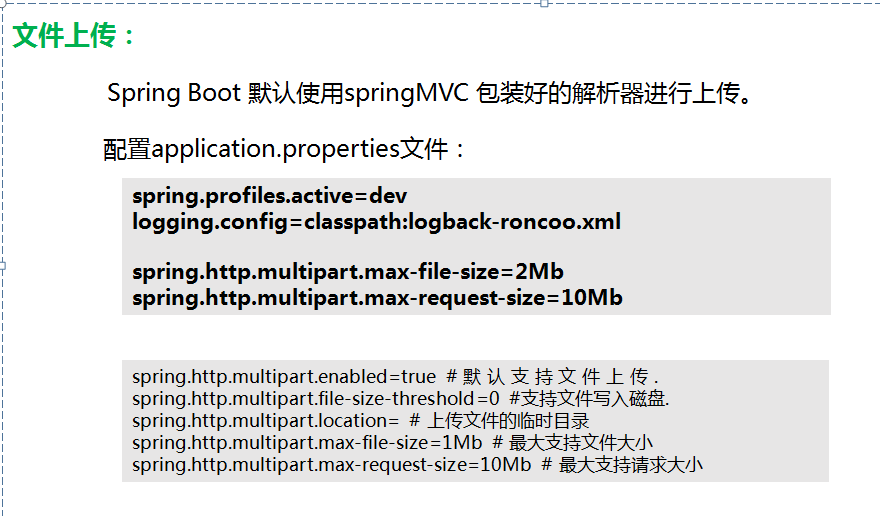 文件上传：
Spring Boot 默认使用springMVC 包装好的解析器进行上传。
配置application.properties文件：
spring.profiles.active=dev
logging.config=classpath:logback-roncoo.xml
spring.http.multipart.max-file-size=2Mb
spring.http.multipart.max-request-size=10Mb
spring.http.multipart.enabled=true # 默 认 支 持 文 件 上 传 .
spring.http.multipart.file-size-threshold=0 #支持文件写入磁盘.
spring.http.multipart.location= # 上传文件的临时目录
spring.http.multipart.max-file-size=1Mb # 最大支持文件大小
spring.http.multipart.max-request-size=10Mb # 最大支持请求大小